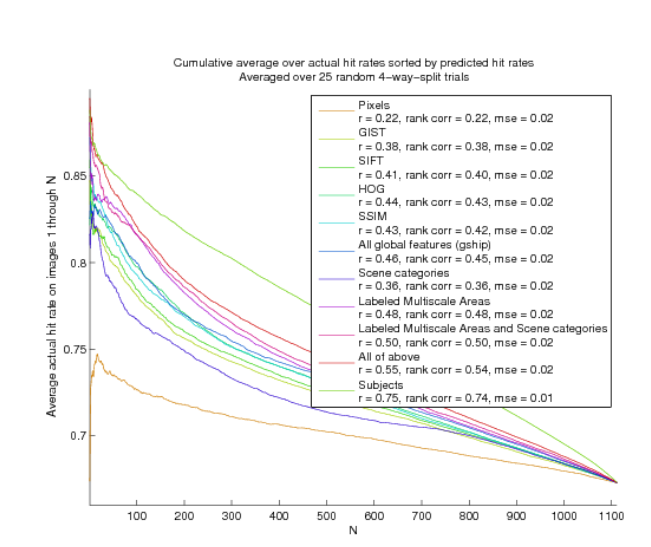 Cumulative average over actual hit rates sorted by predicted hit rates
Averaged over 25 random 4-way-split trials
Average actual hit rate on images 1 through N
0.85
0.8
0.75
0.7
Pixels
r = 0.22, rank corr = 0.22, mse = 0.02
GIST
r = 0.38, rank corr = 0.38, mse = 0.02
SIFT
r = 0.41, rank corr = 0.40, mse = 0.02
HOG
r = 0.44, rank corr = 0.43, mse = 0.02
SSIM
r = 0.43, rank corr = 0.42, mse = 0.02
All global features (gship)
r = 0.46, rank corr = 0.45, mse = 0.02
Scene categories
r = 0.36, rank corr = 0.36, mse = 0.02
Labeled Multiscale Areas
r = 0.48, rank corr = 0.48, mse = 0.02
Labeled Multiscale Areas and Scene categories
r = 0.50, rank corr = 0.50, mse = 0.02
All of above
r = 0.55, rank corr = 0.54, mse = 0.02
Subjects
r = 0.75, rank corr = 0.74, mse = 0.01
100 200 300 400 500 600 700 800 900 1000 1100
N